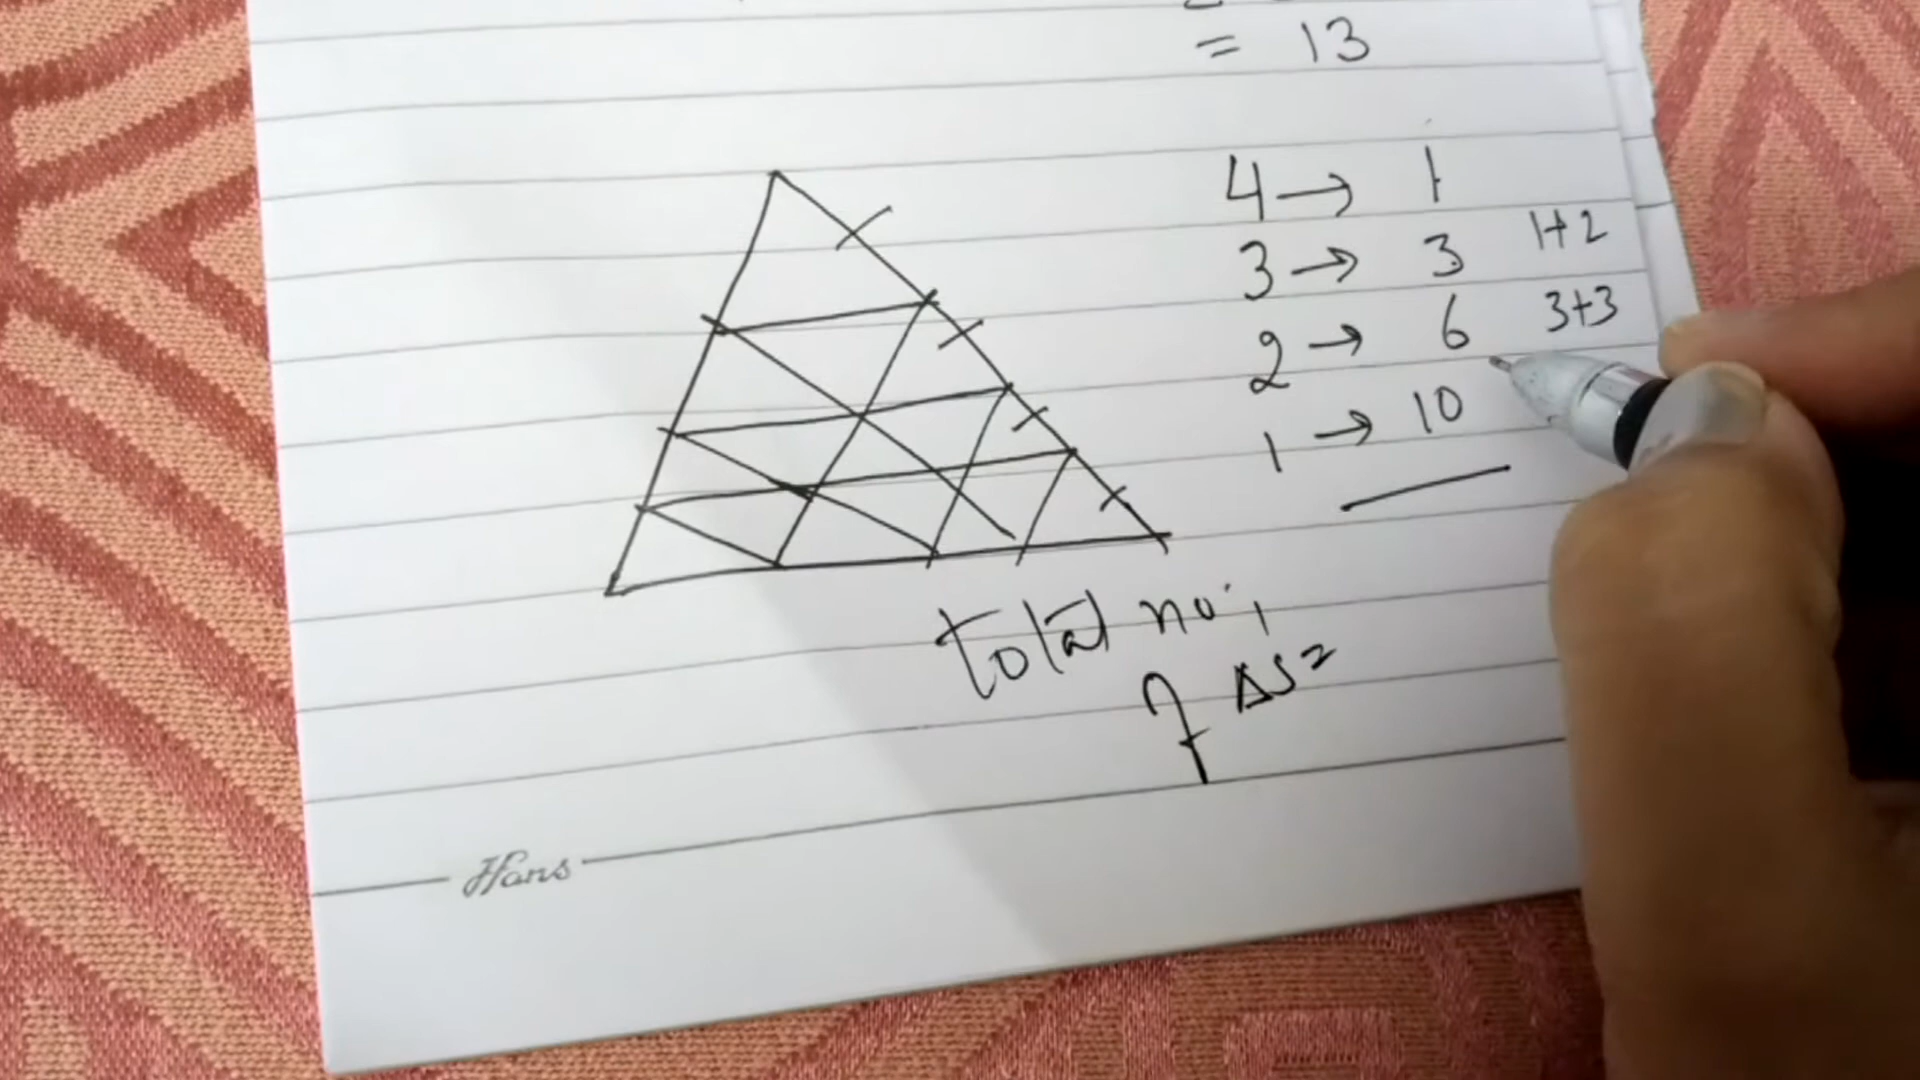 = 13
4 → 1
3 → 3 1+2
2 → 6 3+3
1 → 10
total no.
of Δs =
Hans